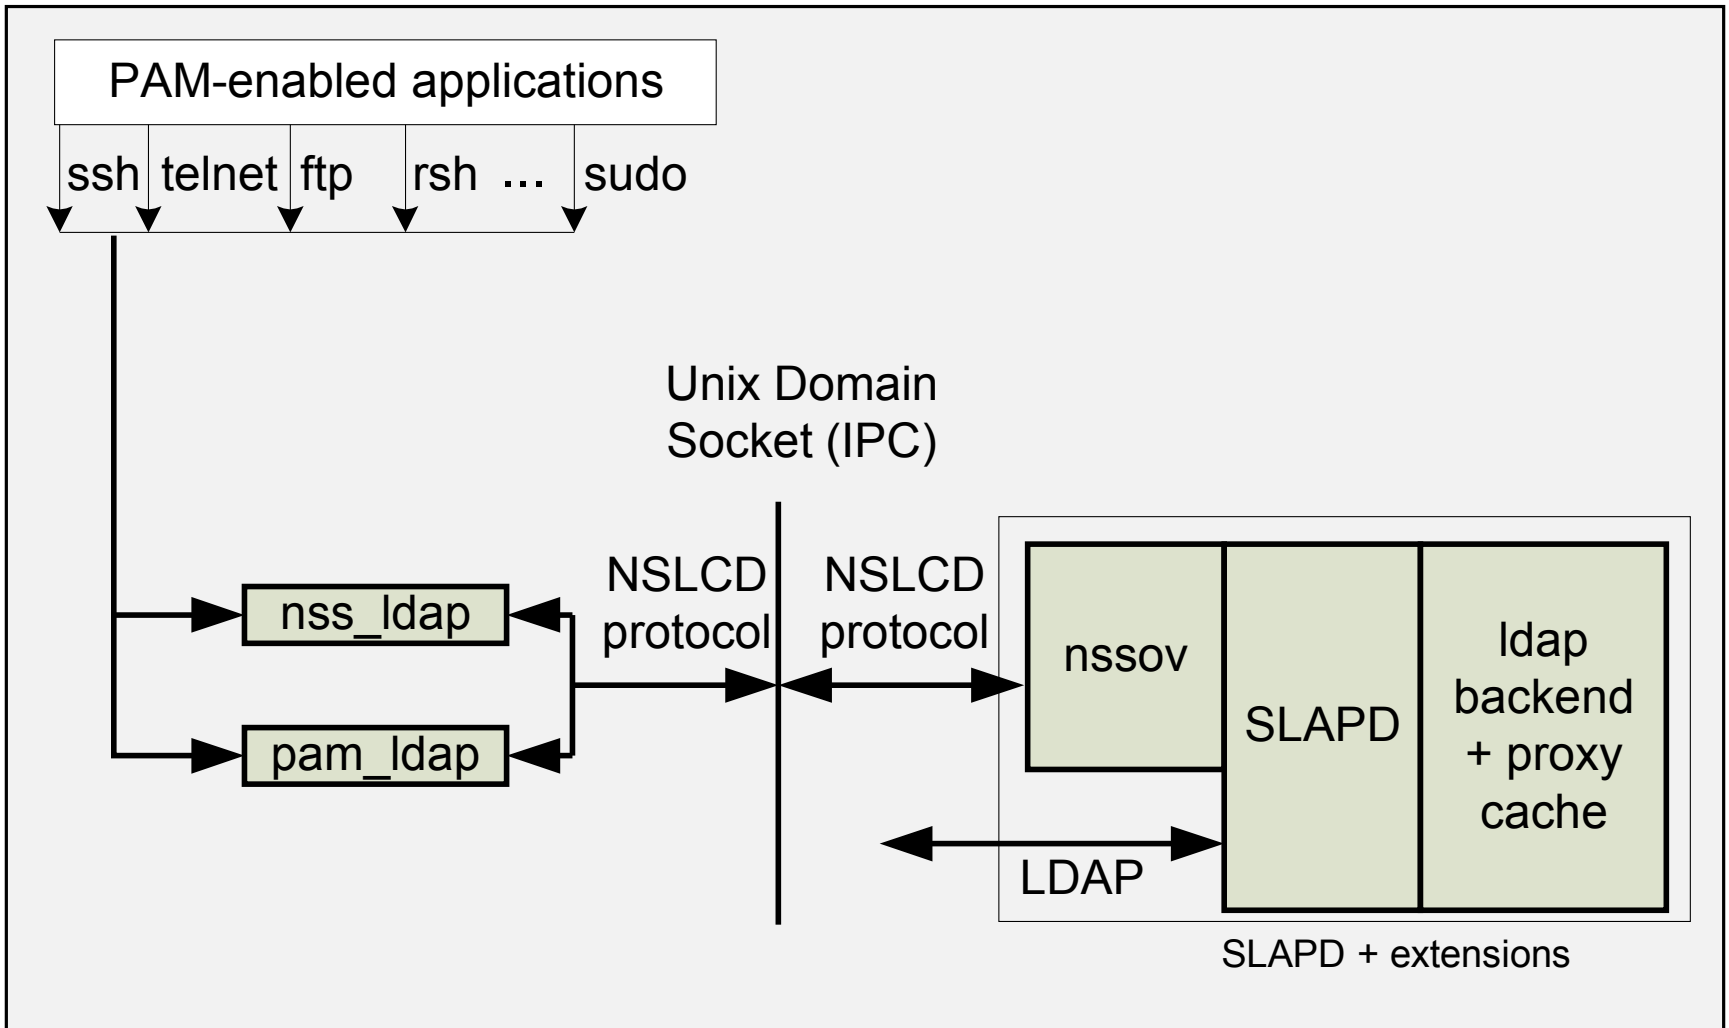 PAM-enabled applications
ssh telnet ftp rsh ... sudo
Unix Domain
Socket (IPC)
NSLCD
protocol
NSLCD
protocol
nss_ldap
pam_ldap
nssov
SLAPD
ldap
backend
+ proxy
cache
LDAP
SLAPD + extensions